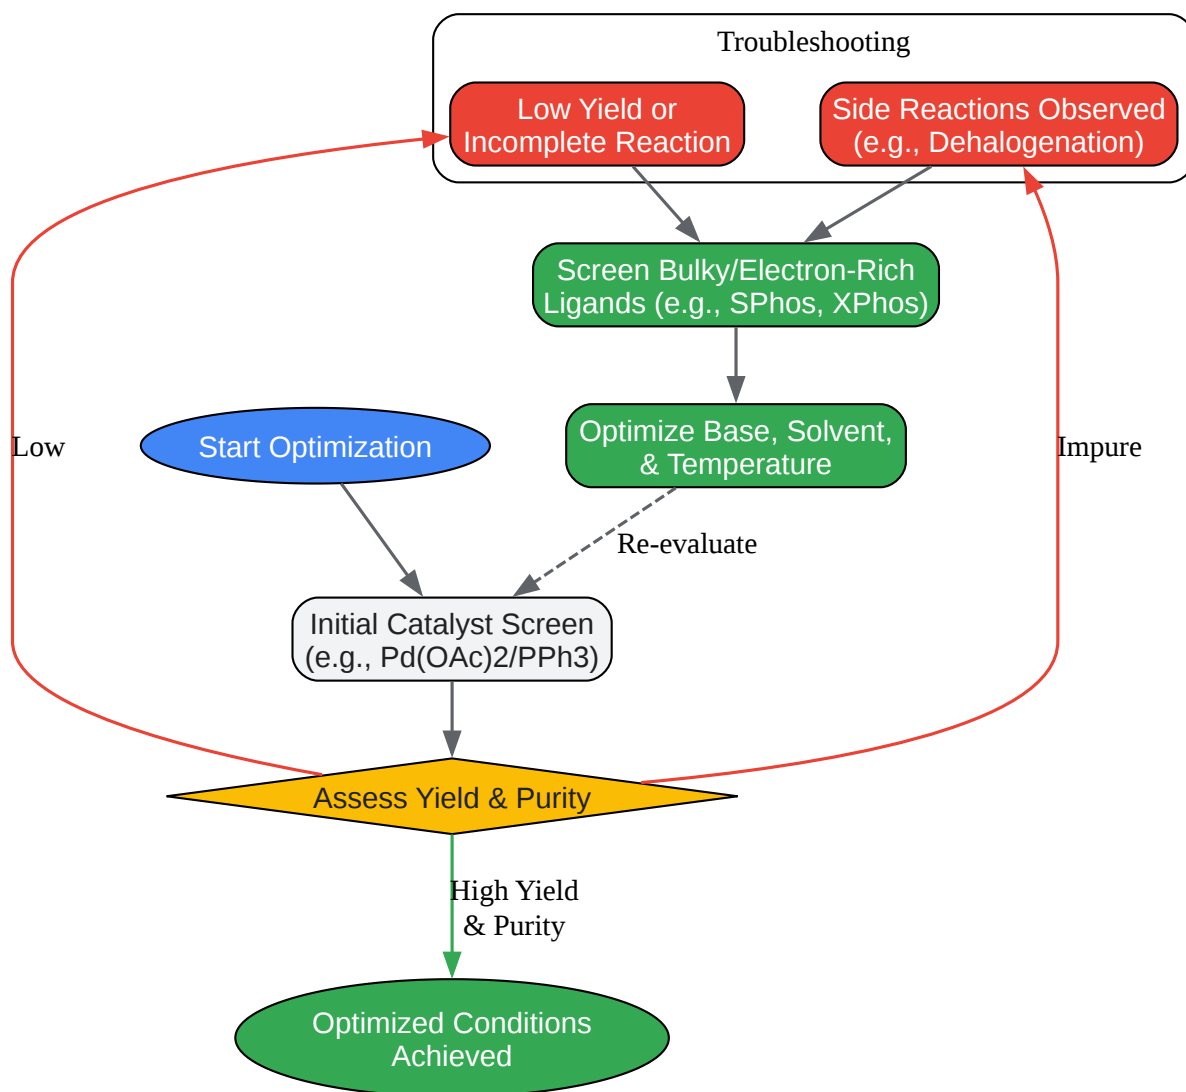 Troubleshooting
Low Yield or
Incomplete Reaction
Side Reactions Observed
(e.g., Dehalogenation)
Screen Bulky/Electron-Rich
Ligands (e.g., SPhos, XPhos)
Low
Start Optimization
Optimize Base, Solvent,
& Temperature
Impure
Re-evaluate
Initial Catalyst Screen
(e.g., Pd(OAc)2/PPh3)
Assess Yield & Purity
High Yield
& Purity
Optimized Conditions
Achieved